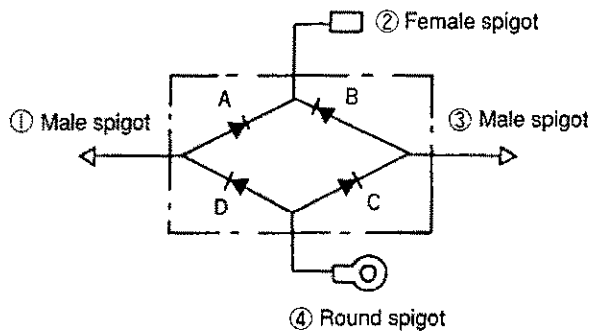 ② Female spigot
A
B
① Male spigot
③ Male spigot
D
C
④ Round spigot